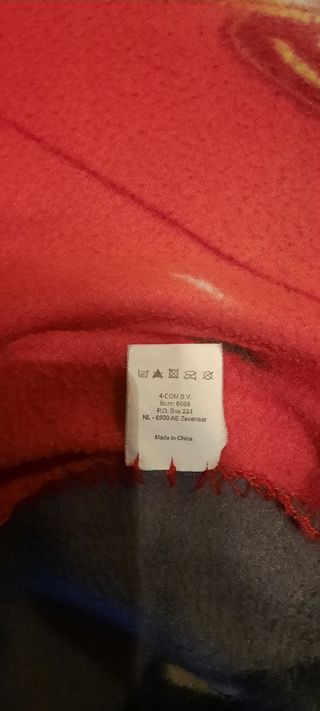 4-COM B.V.
lic.nr. 6089
P.O. Box 224
NL - 6900 AE Zevenaar
Made in China